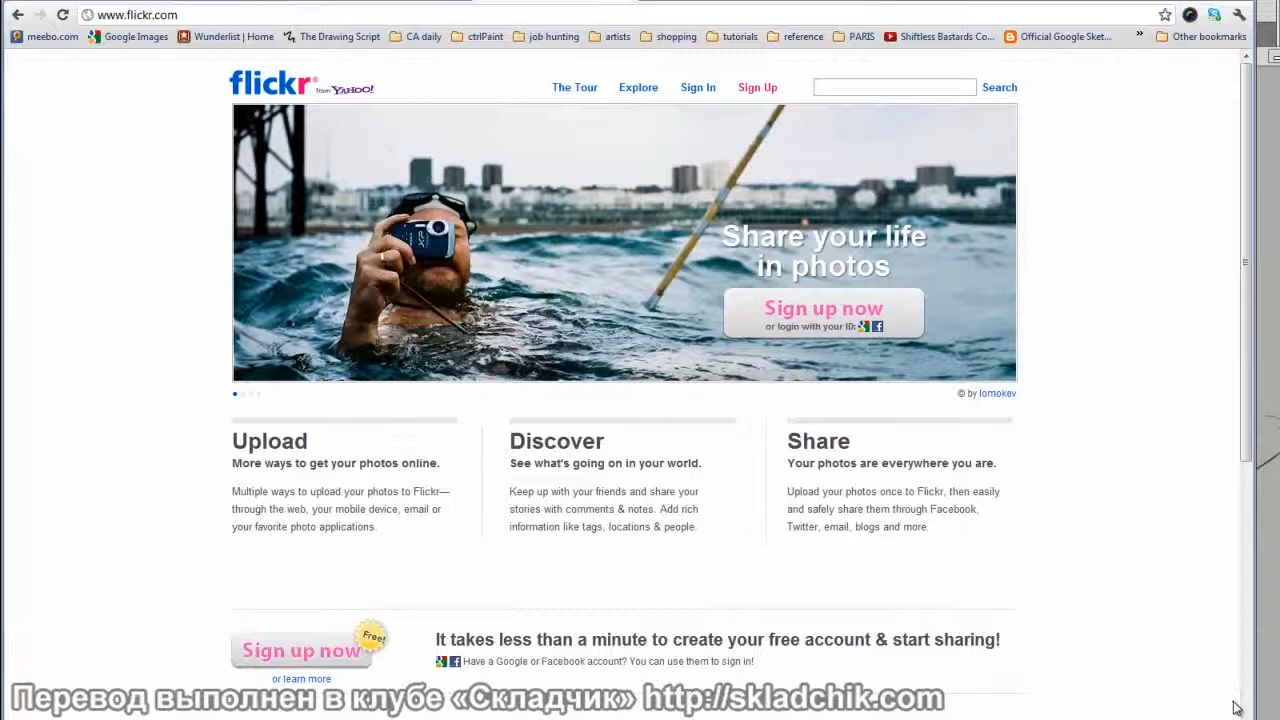 www.flickr.com
meebo.com Google Images Wunderlist | Home The Drawing Script CA daily ctrlPaint job hunting artists shopping tutorials reference PARIS Shiftless Bastards Co... Official Google Sket... » Other bookmarks
flickr from YAHOO!
The Tour Explore Sign In Sign Up Search
XP
Share your life
in photos
Sign up now
or login with your ID:
© by lomokev
Upload
More ways to get your photos online.
Multiple ways to upload your photos to Flickr—
through the web, your mobile device, email or
your favorite photo applications.
Discover
See what's going on in your world.
Keep up with your friends and share your
stories with comments & notes. Add rich
information like tags, locations & people.
Share
Your photos are everywhere you are.
Upload your photos once to Flickr, then easily
and safely share them through Facebook,
Twitter, email, blogs and more.
Sign up now
Free!
or learn more
It takes less than a minute to create your free account & start sharing!
Have a Google or Facebook account? You can use them to sign in!
Перевод выполнен в клубе «Складчик» http://skladchik.com